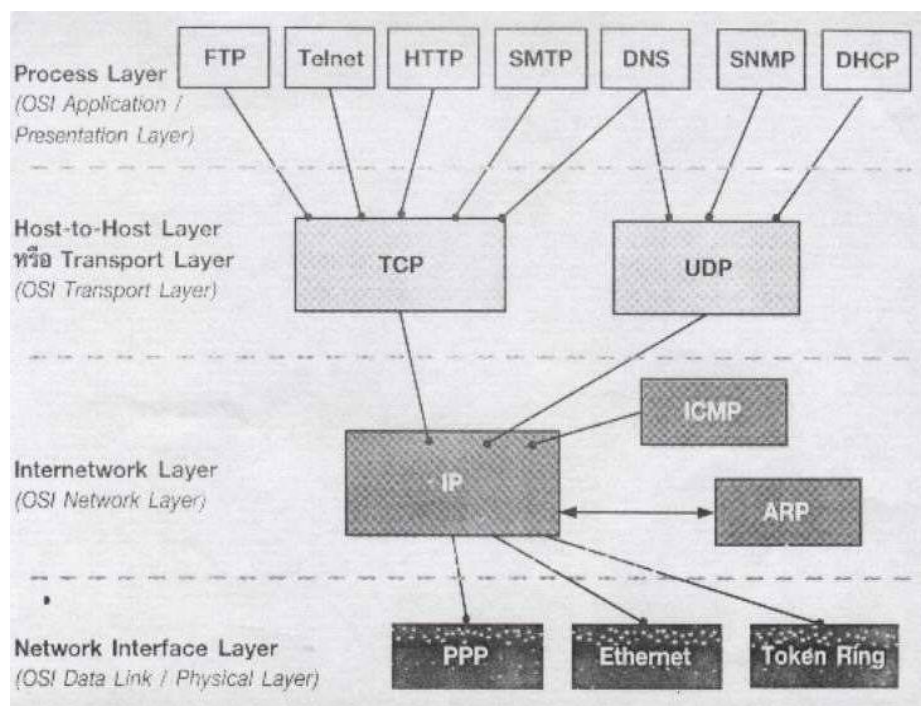 FTP
Telnet
HTTP
SMTP
DNS
SNMP
DHCP
Process Layer
(OSI Application /
Presentation Layer)
Host-to-Host Layer
หรือ Transport Layer
(OSI Transport Layer)
TCP
UDP
ICMP
Internetwork Layer
(OSI Network Layer)
IP
ARP
Network Interface Layer
(OSI Data Link / Physical Layer)
PPP
Ethernet
Token Ring